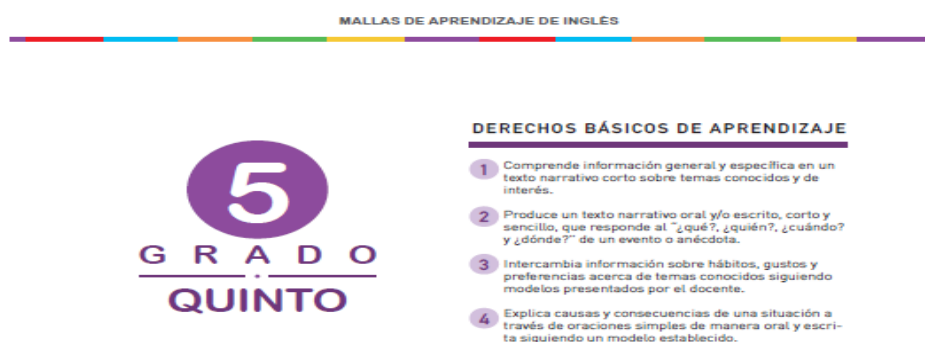 MALLAS DE APRENDIZAJE DE INGLÉS
5
GRADO
QUINTO
DERECHOS BÁSICOS DE APRENDIZAJE
1 Comprende información general y específica en un
texto narrativo corto sobre temas conocidos y de
interés.
2 Produce un texto narrativo oral y/o escrito, corto y
sencillo, que responde al "¿qué?, ¿quién?, ¿cuándo?
y ¿dónde?" de un evento o anécdota.
3 Intercambia información sobre hábitos, gustos y
preferencias acerca de temas conocidos siguiendo
modelos presentados por el docente.
4 Explica causas y consecuencias de una situación a
través de oraciones simples de manera oral y escri-
ta siguiendo un modelo establecido.